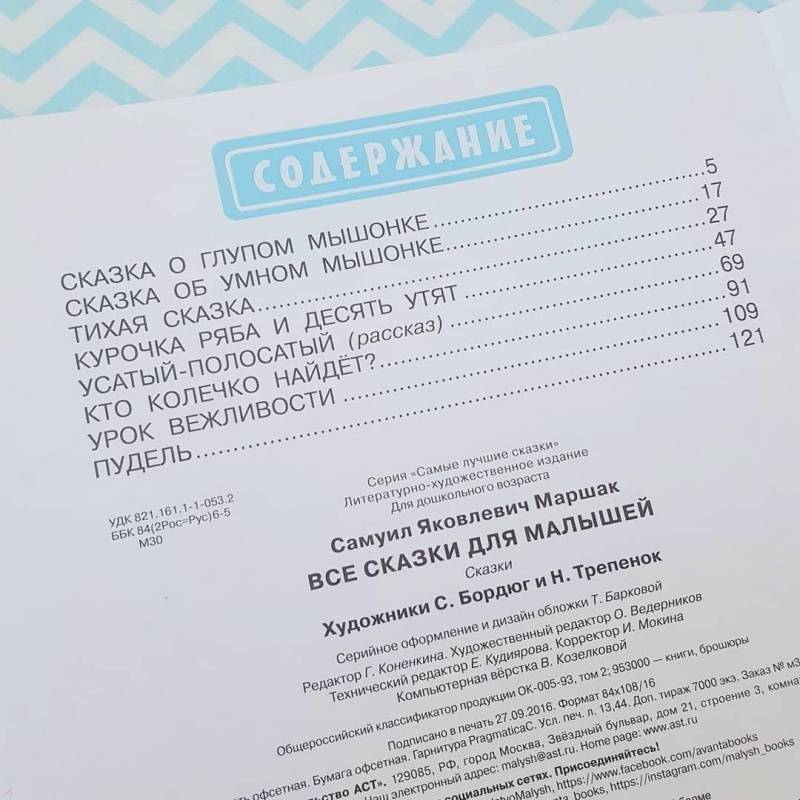 СОДЕРЖАНИЕ
СКАЗКА О ГЛУПОМ МЫШОНКЕ 5
СКАЗКА ОБ УМНОМ МЫШОНКЕ 17
ТИХАЯ СКАЗКА 27
КУРОЧКА РЯБА И ДЕСЯТЬ УТЯТ 47
УСАТЫЙ-ПОЛОСАТЫЙ (рассказ) 69
КТО КОЛЕЧКО НАЙДЁТ? 91
УРОК ВЕЖЛИВОСТИ 109
ПУДЕЛЬ 121
УДК 821.161.1-1-053.2
ББК 84(2Рос=Рус)6-5
М30
Серия «Самые лучшие сказки»
Литературно-художественное издание
Для дошкольного возраста
Самуил Яковлевич Маршак
ВСЕ СКАЗКИ ДЛЯ МАЛЫШЕЙ
Сказки
Художники С. Бордюг и Н. Трепенок
Серийное оформление и дизайн обложки Т. Барковой
Редактор Г. Коненкина. Художественный редактор О. Ведерников
Технический редактор Е. Кудиярова. Корректор И. Мокина
Компьютерная вёрстка В. Козелковой
Общероссийский классификатор продукции ОК-005-93, том 2; 953000 — книги, брошюры
Подписано в печать 27.09.2016. Формат 84х108/16
офсетная. Бумага офсетная. Гарнитура PragmaticaC. Усл. печ. л. 13,44. Доп. тираж 7000 экз. Заказ №
АСТ». 129085, РФ, город Москва, Звёздный бульвар, дом 21, строение 3,
Наш электронный адрес: malysh@ast.ru. Home page: www.ast.ru
социальных сетях. Присоединяйтесь!
https://www.facebook.com/avantabooks
https://instagram.com/malysh_books